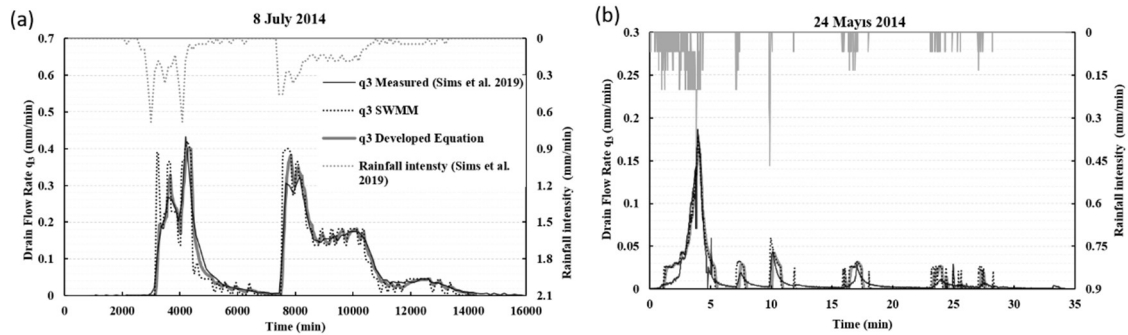 (a)
8 July 2014
0.7
0.6
0.5
0.4
0.3
0.2
0.1
0
Drain Flow Rate q3 (mm/min)
0
0.3
0.6
0.9
1.2
1.5
1.8
2.1
Rainfall intensity (mm/min)
q3 Measured (Sims et al. 2019)
q3 SWMM
q3 Developed Equation
Rainfall intensty (Sims et al.
2019)
0 2000 4000 6000 8000 10000 12000 14000 16000
Time (min)
(b)
24 Mayıs 2014
0.3
0.25
0.2
0.15
0.1
0.05
0
Drain Flow Rate q₃ (mm/min)
0
0.15
0.3
0.45
0.6
0.75
0.9
Rainfall intensity (mm/min)
0 5 10 15 20 25 30 35
Time (min)